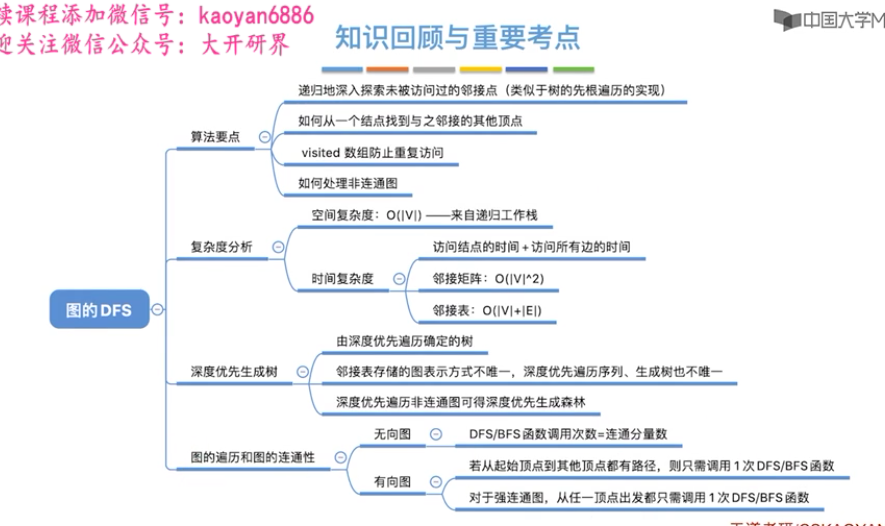 续课程添加微信号：kaoyan6886
迎关注微信公众号：大开研界
中国大学M
知识回顾与重要考点
图的DFS
算法要点
递归地深入探索未被访问过的邻接点（类似于树的先根遍历的实现）
如何从一个结点找到与之邻接的其他顶点
visited 数组防止重复访问
如何处理非连通图
复杂度分析
空间复杂度：O(|V|) ——来自递归工作栈
时间复杂度
访问结点的时间 + 访问所有边的时间
邻接矩阵：O(|V|^2)
邻接表：O(|V|+|E|)
深度优先生成树
由深度优先遍历确定的树
邻接表存储的图表示方式不唯一，深度优先遍历序列、生成树也不唯一
深度优先遍历非连通图可得深度优先生成森林
图的遍历和图的连通性
无向图
DFS/BFS 函数调用次数=连通分量数
有向图
若从起始顶点到其他顶点都有路径，则只需调用 1 次 DFS/BFS 函数
对于强连通图，从任一顶点出发都只需调用 1 次 DFS/BFS 函数